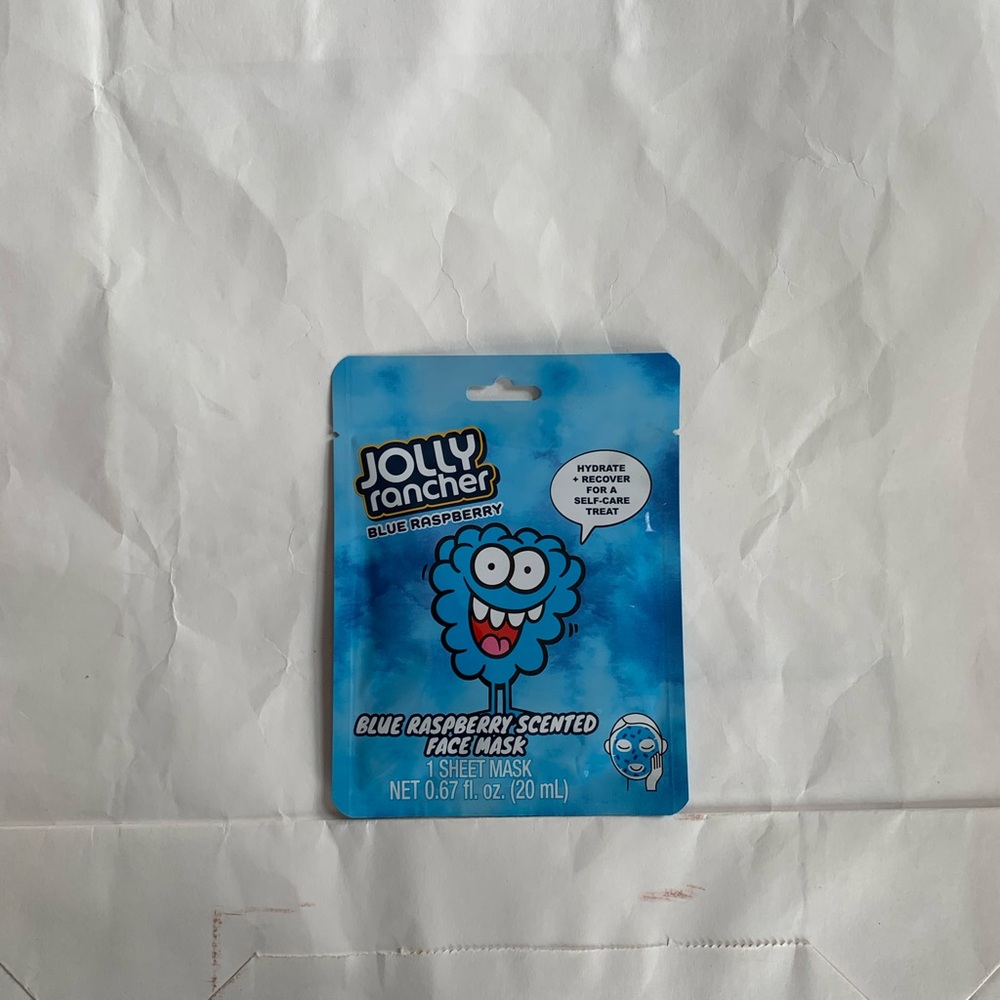 JOLLY
rancher
BLUE RASPBERRY
HYDRATE
+ RECOVER
FOR A
SELF-CARE
TREAT
BLUE RASPBERRY SCENTED
FACE MASK
1 SHEET MASK
NET 0.67 fl. oz. (20 mL)